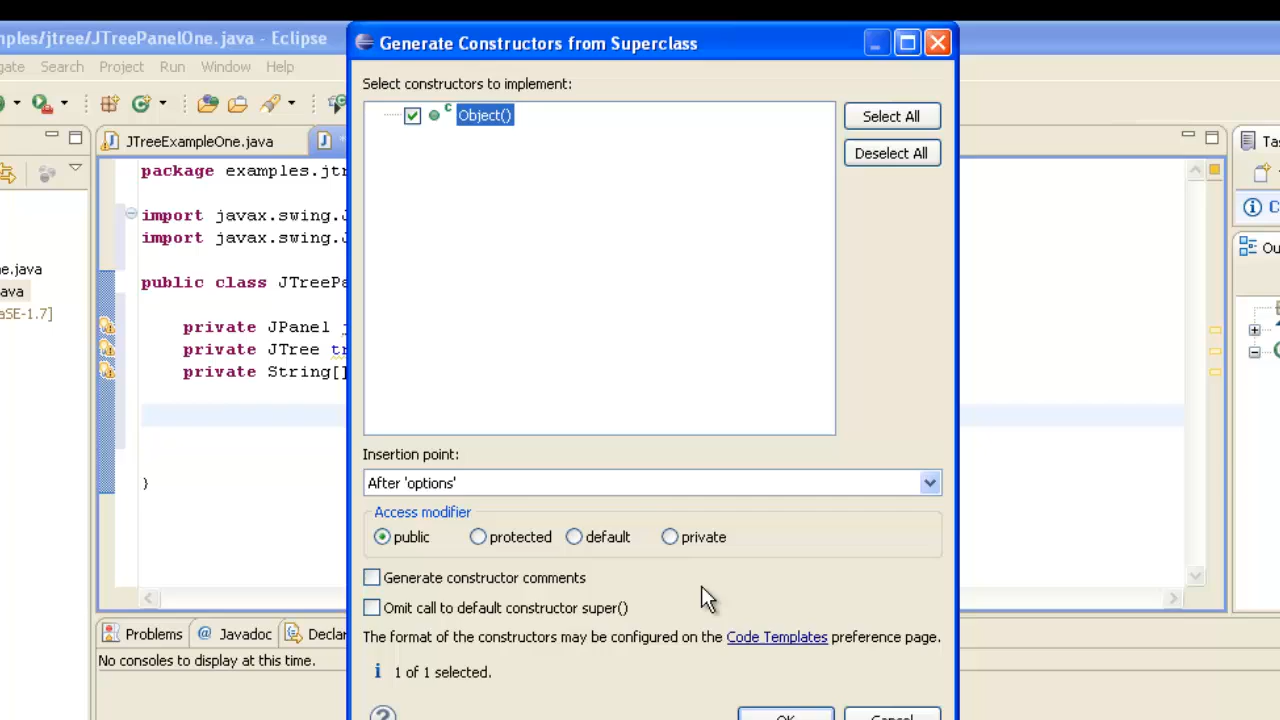 nples/jtree/JTreePanelOne.java - Eclipse
Generate Constructors from Superclass
gate Search Project Run Window Help
Select constructors to implement:
Object()
Select All
Deselect All
JTreeExampleOne.java
Tas
package examples.jtr
import javax.swing.J
import javax.swing.J
e.java
ava
aSE-1.7]
public class JTreePa
private JPanel j
private JTree tr
private String[]
}
C
Ou
Insertion point:
After 'options'
Access modifier
public protected default private
Generate constructor comments
Omit call to default constructor super()
The format of the constructors may be configured on the Code Templates preference page.
1 of 1 selected.
Problems @ Javadoc Declar
No consoles to display at this time.
OK Cancel